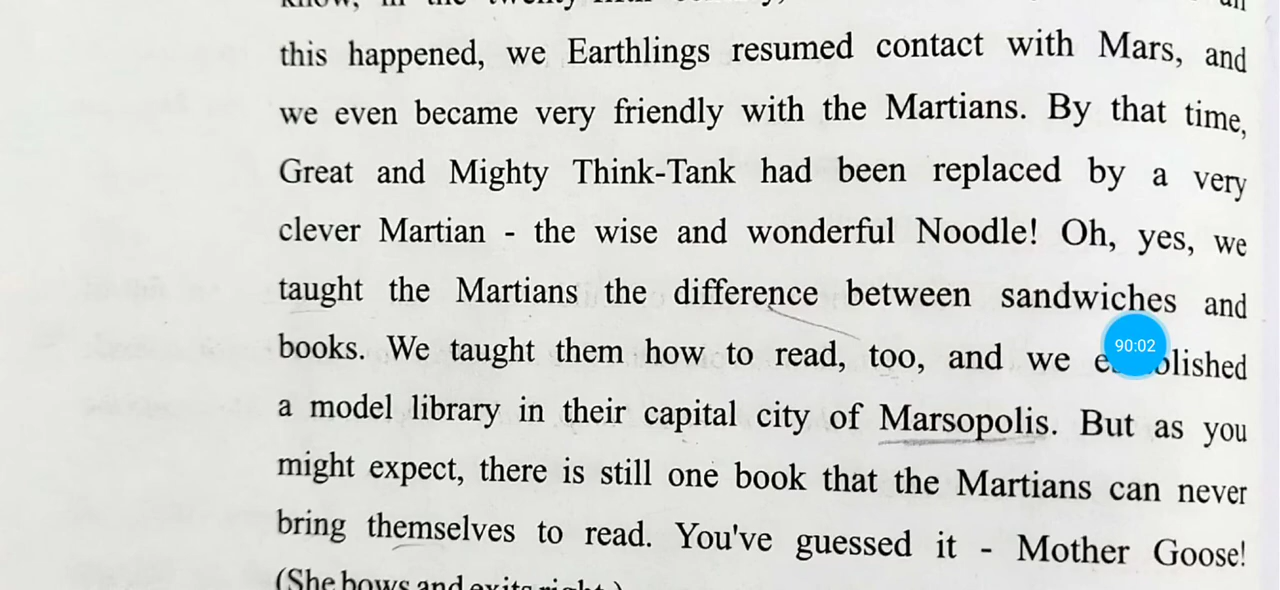 this happened, we Earthlings resumed contact with Mars, and
we even became very friendly with the Martians. By that time,
Great and Mighty Think-Tank had been replaced by a very
clever Martian - the wise and wonderful Noodle! Oh, yes, we
taught the Martians the difference between sandwiches and
books. We taught them how to read, too, and we
90:02
a model library in their capital city of Marsopolis. But as you
might expect, there is still one book that the Martians can never
bring themselves to read. You've guessed it - Mother Goose!
(She bows and exits right.)